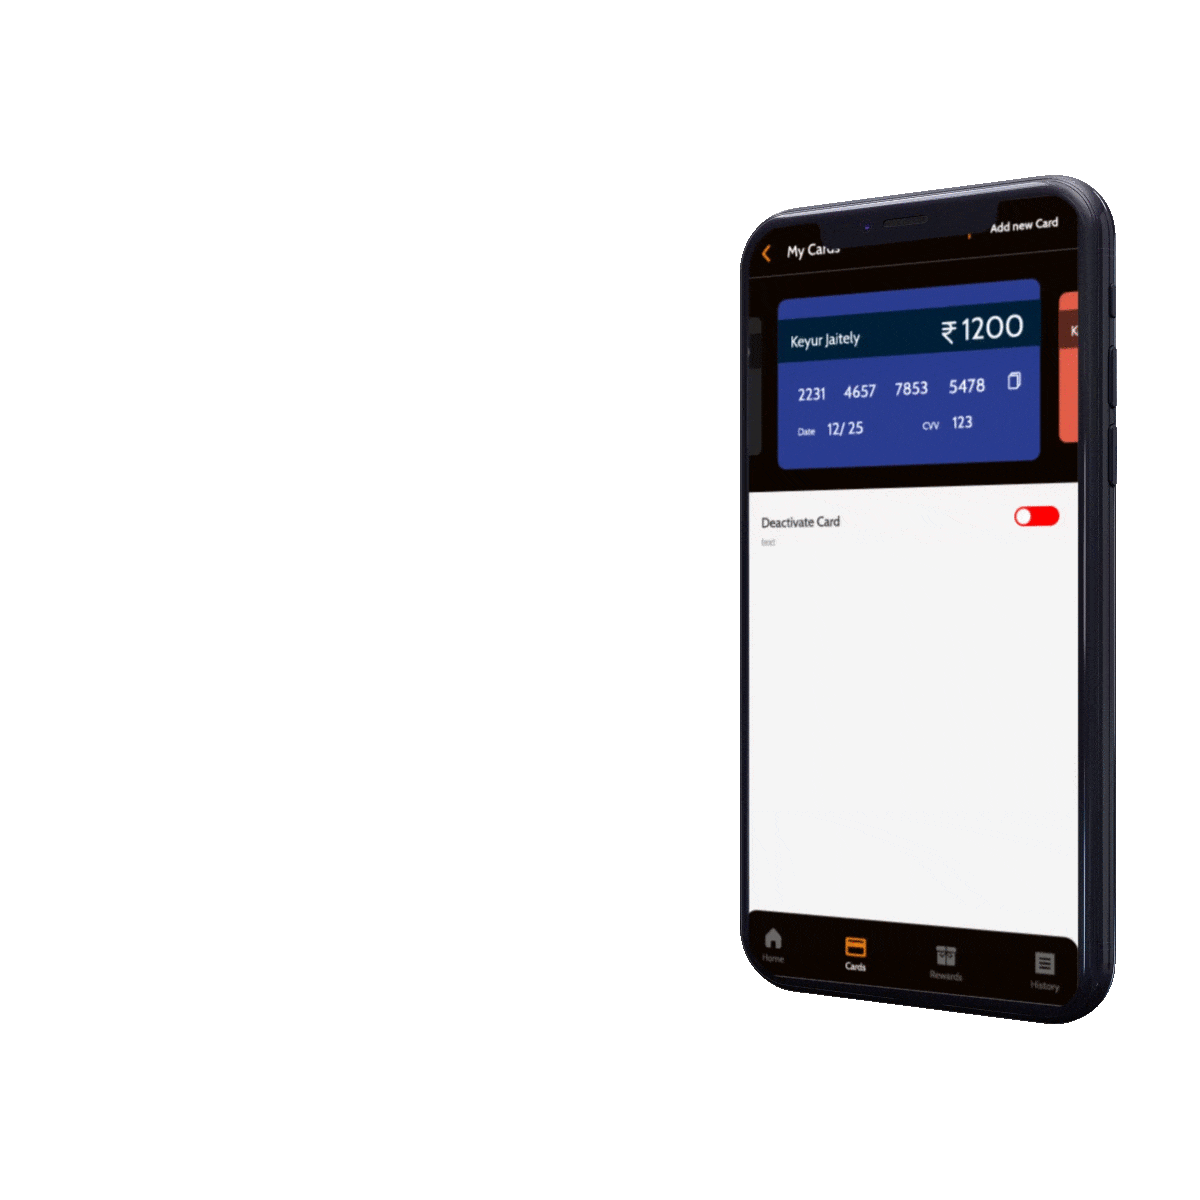 Add new Card
My Cards
Keyur Jaitely ₹ 1200
K
2231 4657 7853 5478
Date 12/ 25 CVV 123
Deactivate Card
text
Home Cards Rewards History